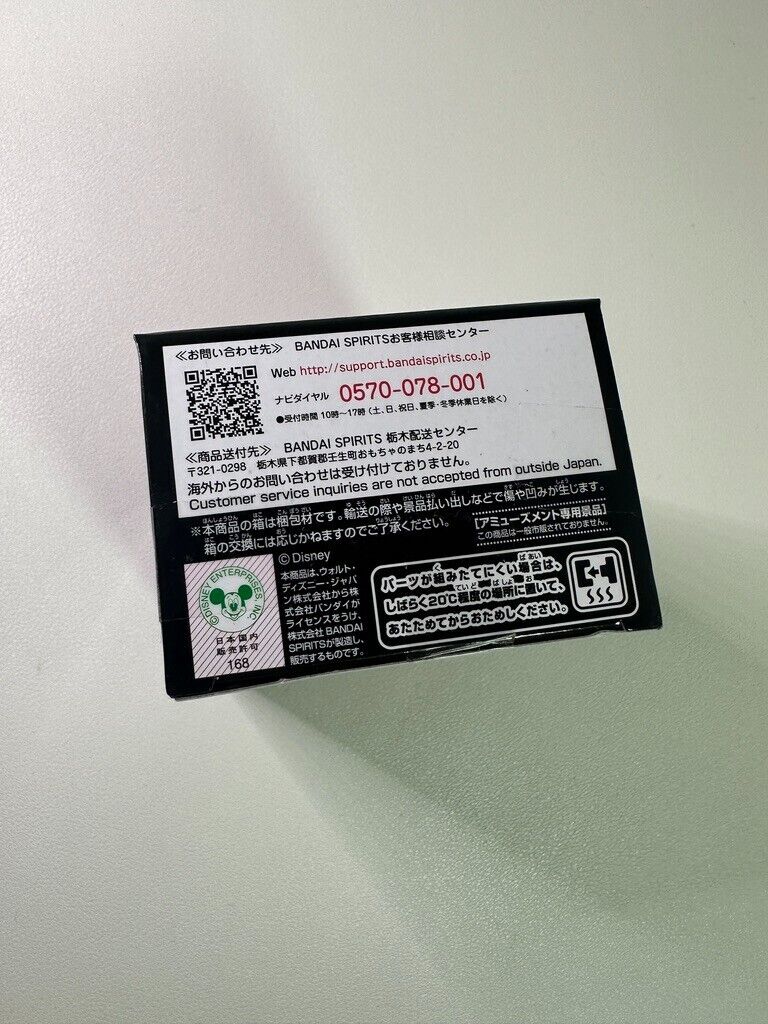 ≪お問い合わせ先≫ BANDAI SPIRITSお客様相談センター
Web http://support.bandaispirits.co.jp
ナビダイヤル 0570-078-001
●受付時間 10時～17時 (土、日、祝日、夏季・冬季休業日を除く)
≪商品送付先≫ BANDAI SPIRITS 栃木配送センター
〒321-0298 栃木県下都賀郡壬生町おもちゃのまち4-2-20
海外からのお問い合わせは受け付けておりません。
Customer service inquiries are not accepted from outside Japan.
※本商品の箱は梱包材です。輸送の際や景品払い出しなどで傷や凹みが生じます。
箱の交換には応じかねますのでご了承ください。
【アミューズメント専用景品】
この商品は一般市販されておりません。
©DISNEY ENTERPRISES, INC.
日本国内
販売許可
168
©Disney
本商品は、ウォルト・
ディズニー・ジャパ
ン株式会社から株
式会社バンダイが
ライセンスをうけ、
株式会社 BANDAI
SPIRITSが製造し、
販売するものです。
パーツが組みたてにくい場合は、
しばらく20℃程度の場所に置いて、
あたためてからおためしください。